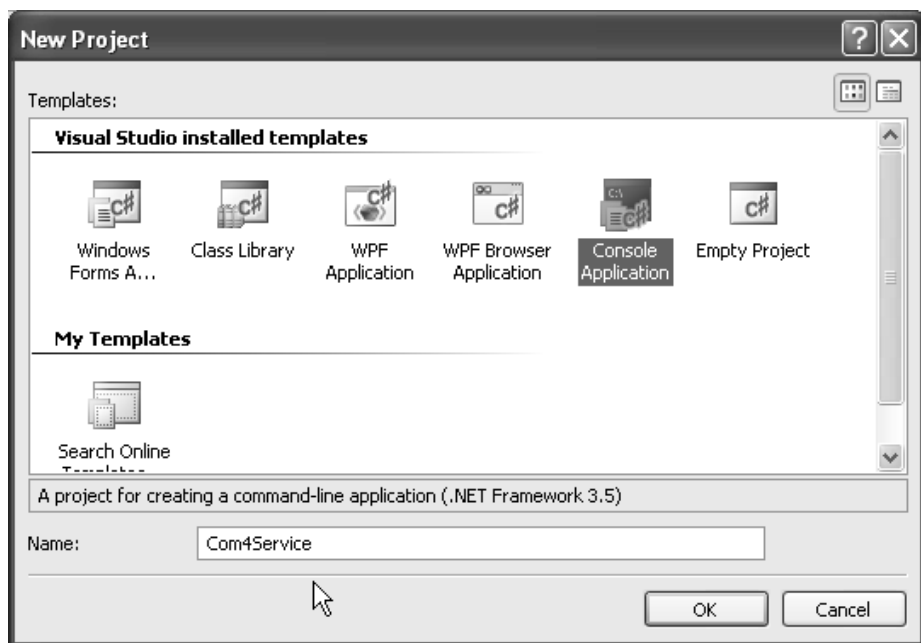 New Project
Templates:
Visual Studio installed templates
Windows Forms A...
Class Library
WPF Application
WPF Browser Application
Console Application
Empty Project
My Templates
Search Online
A project for creating a command-line application (.NET Framework 3.5)
Name: Com4Service
OK Cancel